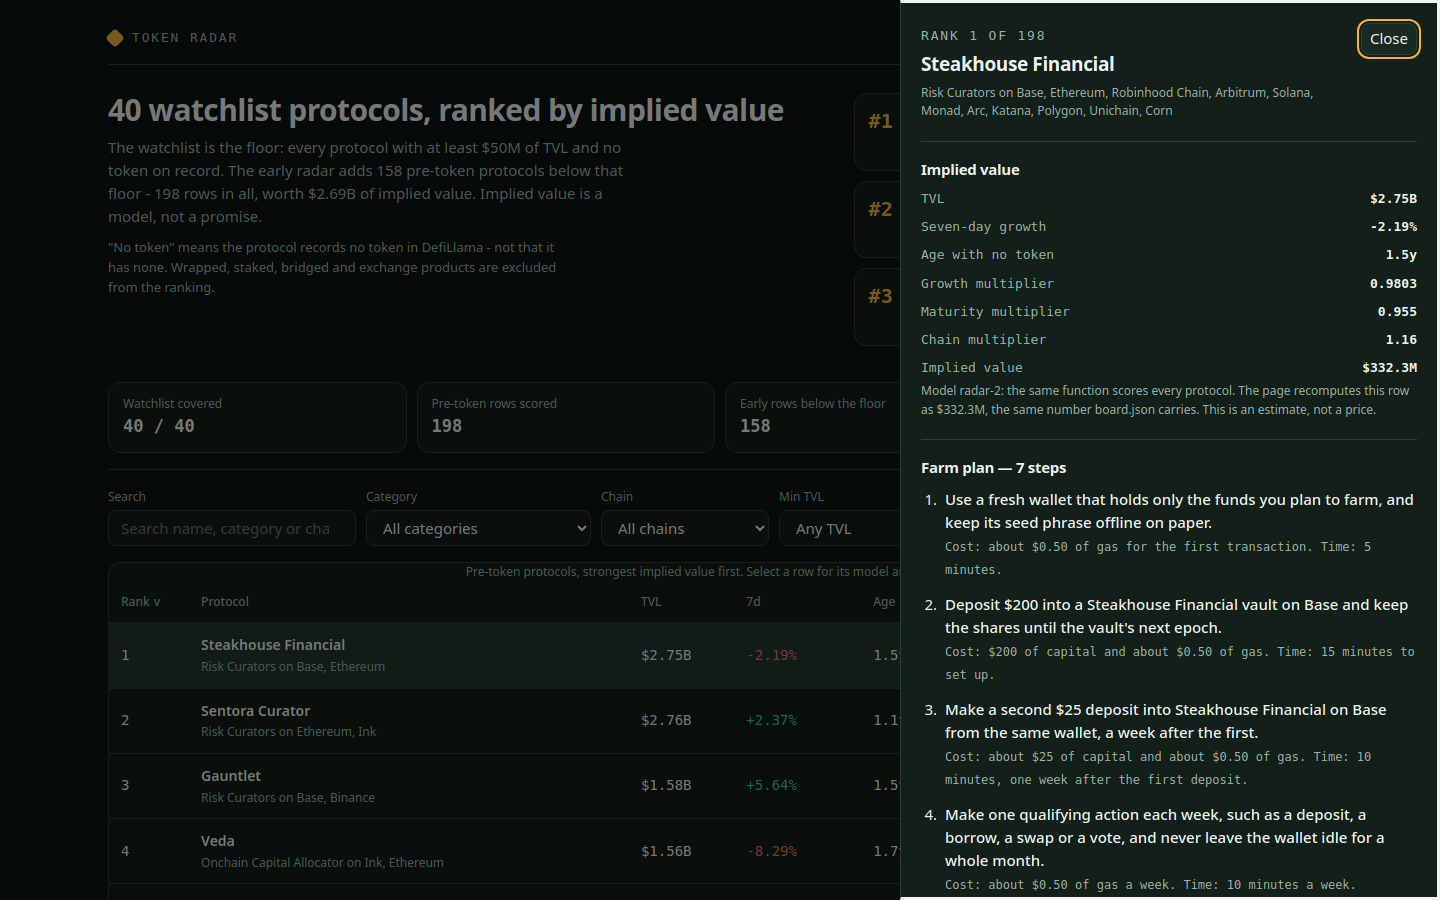 TOKEN RADAR
40 watchlist protocols, ranked by implied value
The watchlist is the floor: every protocol with at least $50M of TVL and no
token on record. The early radar adds 158 pre-token protocols below that
floor - 198 rows in all, worth $2.69B of implied value. Implied value is a
model, not a promise.
"No token" means the protocol records no token in DefiLlama - not that it
has none. Wrapped, staked, bridged and exchange products are excluded
from the ranking.
#1
#2
#3
Watchlist covered
40 / 40
Pre-token rows scored
198
Early rows below the floor
158
Search
Category
Chain
Min TVL
Search name, category or cha
All categories
All chains
Any TVL
Pre-token protocols, strongest implied value first. Select a row for its model
Rank v
Protocol
TVL
7d
Age
1
Steakhouse Financial
Risk Curators on Base, Ethereum
$2.75B
-2.19%
2
Sentora Curator
Risk Curators on Ethereum, Ink
$2.76B
+2.37%
3
Gauntlet
Risk Curators on Base, Binance
$1.58B
+5.64%
4
Veda
Onchain Capital Allocator on Ink, Ethereum
$1.56B
-8.29%
RANK 1 OF 198
Close
Steakhouse Financial
Risk Curators on Base, Ethereum, Robinhood Chain, Arbitrum, Solana,
Monad, Arc, Katana, Polygon, Unichain, Corn
Implied value
TVL $2.75B
Seven-day growth -2.19%
Age with no token 1.5y
Growth multiplier 0.9803
Maturity multiplier 0.955
Chain multiplier 1.16
Implied value $332.3M
Model radar-2: the same function scores every protocol. The page recomputes this row
as $332.3M, the same number board.json carries. This is an estimate, not a price.
Farm plan — 7 steps
1. Use a fresh wallet that holds only the funds you plan to farm, and
keep its seed phrase offline on paper.
Cost: about $0.50 of gas for the first transaction. Time: 5
minutes.
2. Deposit $200 into a Steakhouse Financial vault on Base and keep
the shares until the vault's next epoch.
Cost: $200 of capital and about $0.50 of gas. Time: 15 minutes to
set up.
3. Make a second $25 deposit into Steakhouse Financial on Base
from the same wallet, a week after the first.
Cost: about $25 of capital and about $0.50 of gas. Time: 10
minutes, one week after the first deposit.
4. Make one qualifying action each week, such as a deposit, a
borrow, a swap or a vote, and never leave the wallet idle for a
whole month.
Cost: about $0.50 of gas a week. Time: 10 minutes a week.